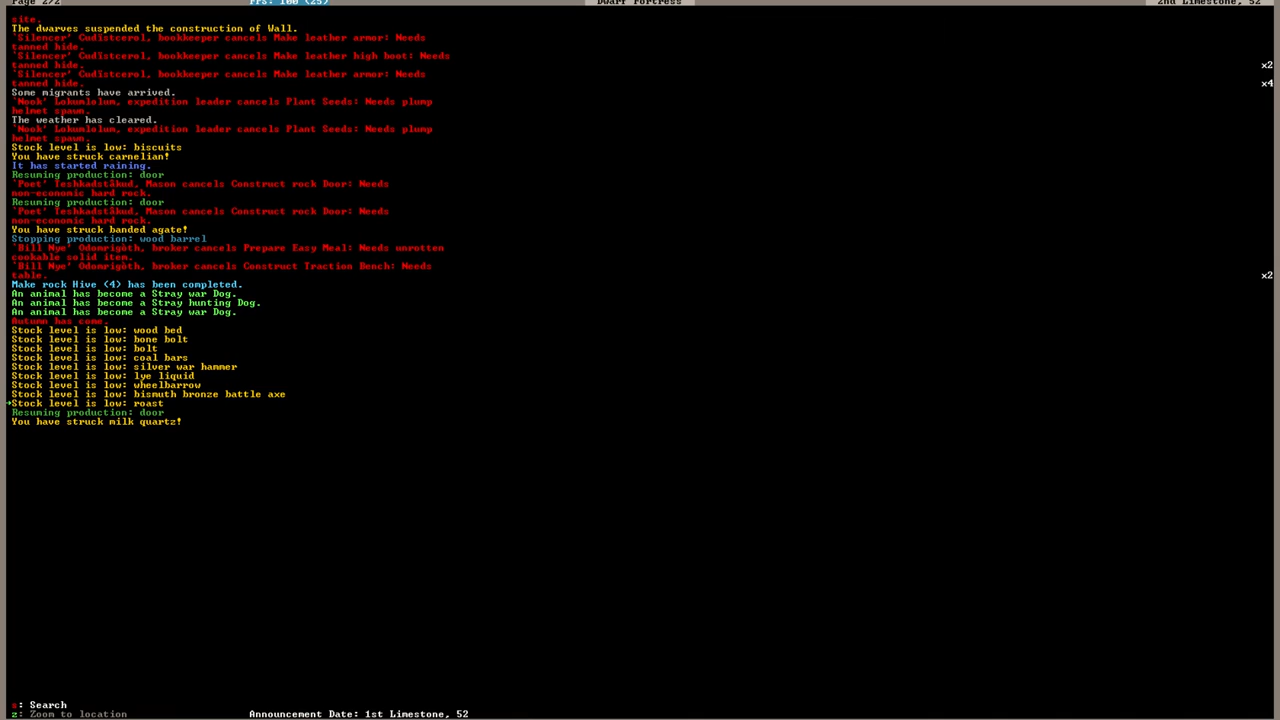 Page 2/2 FPS: 100 (25) Dwarf Fortress 2nd Limestone, 52
site.
The dwarves suspended the construction of Wall.
'Silencer' Cudïstcerol, bookkeeper cancels Make leather armor: Needs
tanned hide.
'Silencer' Cudïstcerol, bookkeeper cancels Make leather high boot: Needs
tanned hide. x2
'Silencer' Cudïstcerol, bookkeeper cancels Make leather armor: Needs
tanned hide. x4
Some migrants have arrived.
'Nook' Lokumlolum, expedition leader cancels Plant Seeds: Needs plump
helmet spawn.
The weather has cleared.
'Nook' Lokumlolum, expedition leader cancels Plant Seeds: Needs plump
helmet spawn.
Stock level is low: biscuits
You have struck carnelian!
It has started raining.
Resuming production: door
'Poet' Teshkadstâkud, Mason cancels Construct rock Door: Needs
non-economic hard rock.
Resuming production: door
'Poet' Teshkadstâkud, Mason cancels Construct rock Door: Needs
non-economic hard rock.
You have struck banded agate!
Stopping production: wood barrel
'Bill Nye' Odomrigòth, broker cancels Prepare Easy Meal: Needs unrotten
cookable solid item.
'Bill Nye' Odomrigòth, broker cancels Construct Traction Bench: Needs
table. x2
Make rock Hive (4) has been completed.
An animal has become a Stray war Dog.
An animal has become a Stray hunting Dog.
An animal has become a Stray war Dog.
Autumn has come.
Stock level is low: wood bed
Stock level is low: bone bolt
Stock level is low: bolt
Stock level is low: coal bars
Stock level is low: silver war hammer
Stock level is low: lye liquid
Stock level is low: wheelbarrow
Stock level is low: bismuth bronze battle axe
→Stock level is low: roast
Resuming production: door
You have struck milk quartz!
s: Search
z: Zoom to location Announcement Date: 1st Limestone, 52